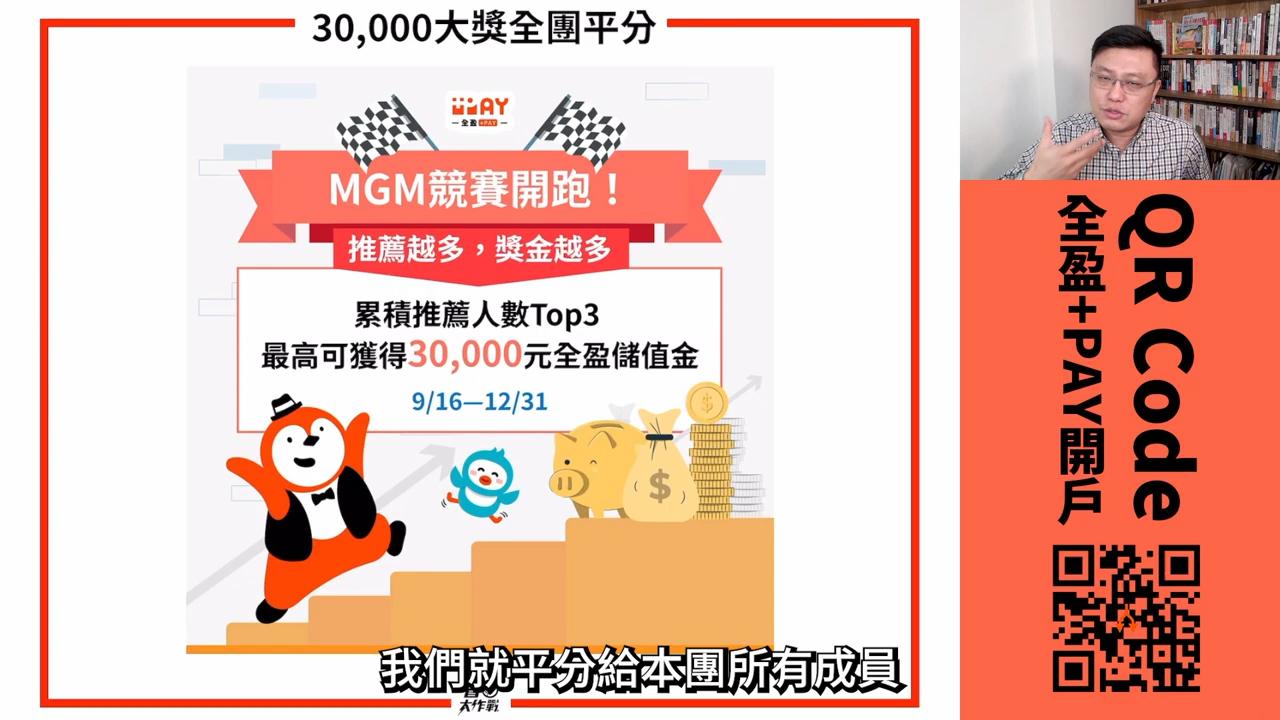 30,000大獎全團平分
PAY
全盈+PAY
MGM競賽開跑！
推薦越多，獎金越多
累積推薦人數Top3
最高可獲得30,000元全盈儲值金
9/16—12/31
$
$
我們就平分給本團所有成員
大作戰
QR Code
全盈+PAY開戶